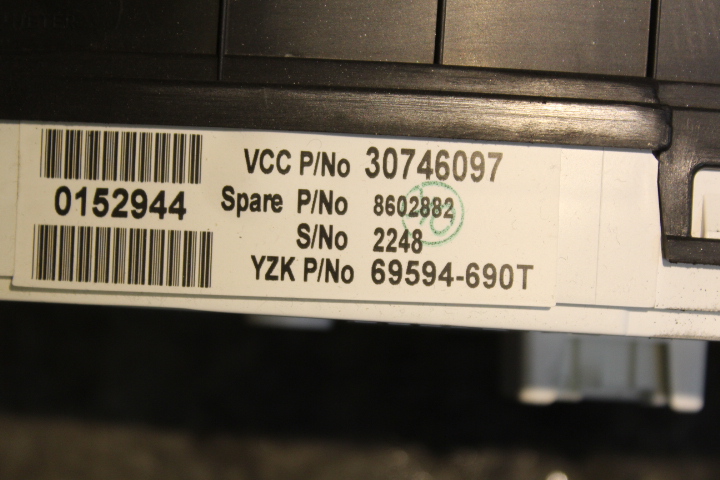 VCC P/No 30746097
0152944
Spare P/No 8602882
S/No 2248
YZK P/No 69594-690T